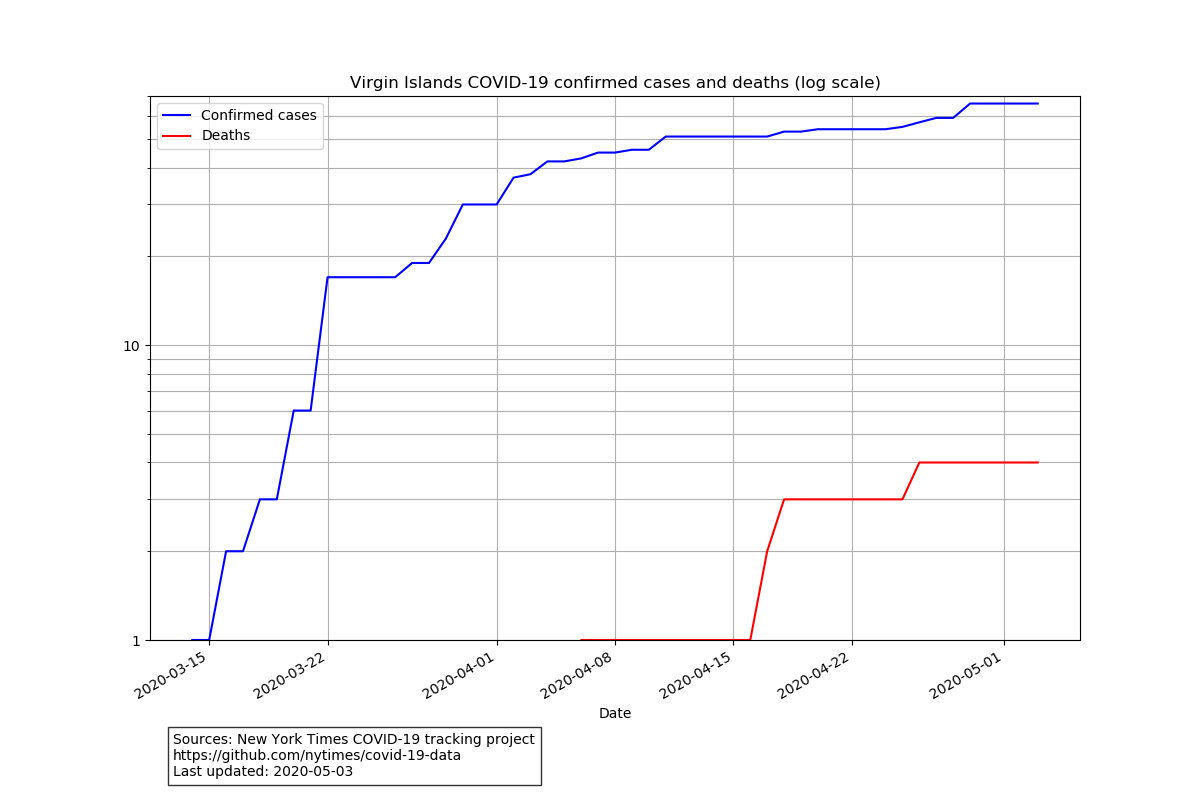 Virgin Islands COVID-19 confirmed cases and deaths (log scale)
Confirmed cases
Deaths
10
1
2020-03-15
2020-03-22
2020-04-01
2020-04-08
2020-04-15
2020-04-22
2020-05-01
Date
Sources: New York Times COVID-19 tracking project
https://github.com/nytimes/covid-19-data
Last updated: 2020-05-03